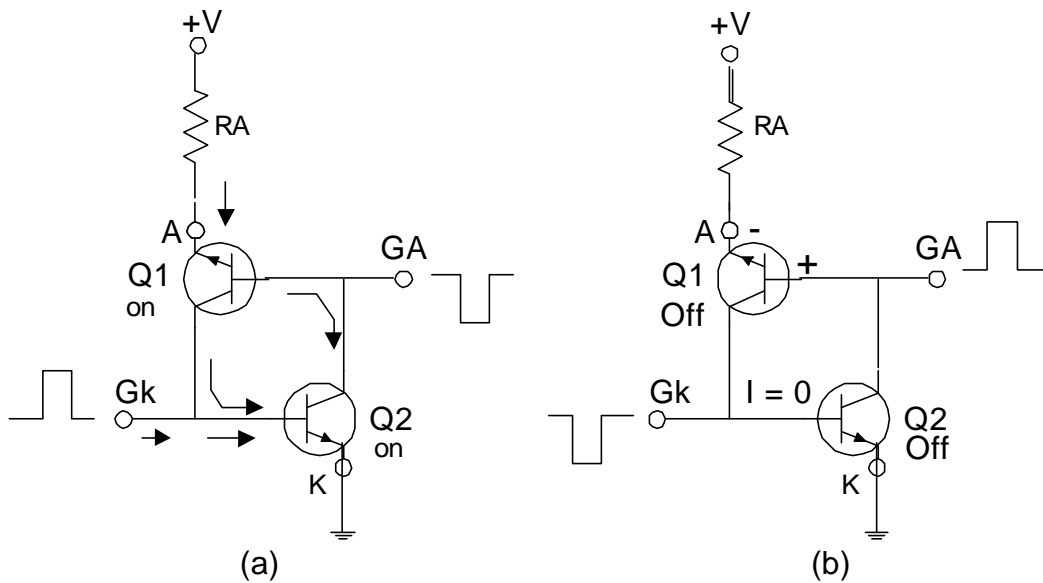 +V
RA
A
GA
Q1
on
Gk
Q2
on
K
(a)
+V
RA
A -
GA
+
Q1
Off
Gk
I = 0
Q2
Off
K
(b)